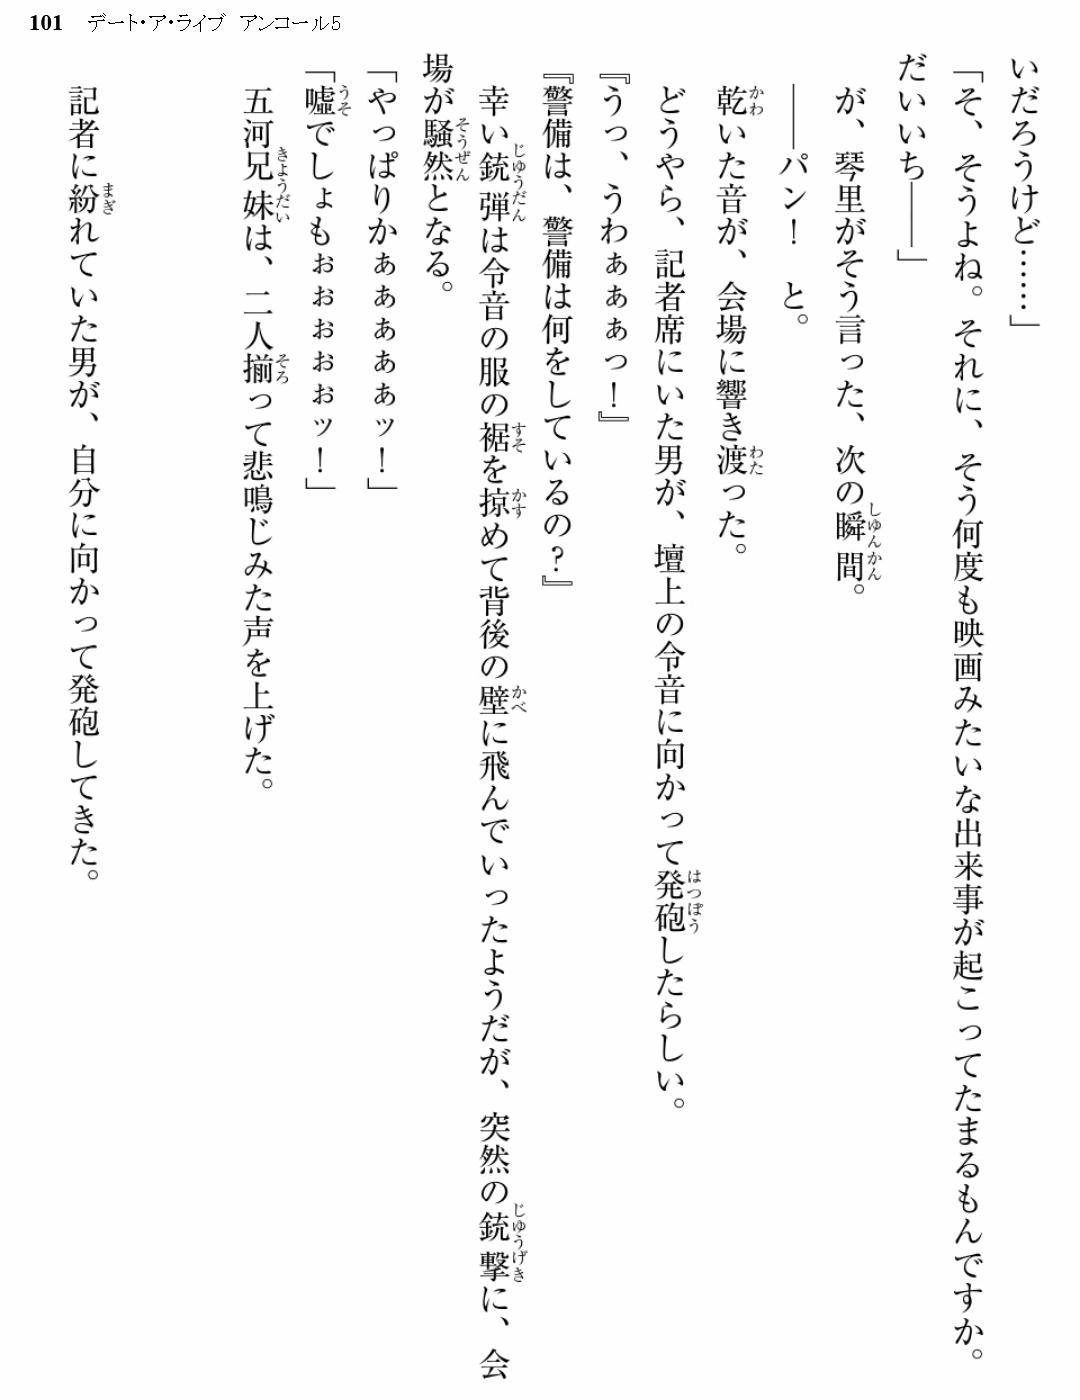 101 デート・ア・ライブ アンコール5
いだろうけど……」
「そ、そうよね。それに、そう何度も映画みたいな出来事が起こってたまるもんですか。
だいいち――」
が、琴里がそう言った、次の瞬間。
――パン！ と。
乾いた音が、会場に響き渡った。
どうやら、記者席にいた男が、壇上の令音に向かって発砲したらしい。
『うっ、うわぁぁぁっ！』
『警備は、警備は何をしているの？』
幸い銃弾は令音の服の裾を掠めて背後の壁に飛んでいったようだが、突然の銃撃に、会
場が騒然となる。
「やっぱりかぁぁぁぁぁッ！」
「嘘でしょもぉぉぉぉぉッ！」
五河兄妹は、二人揃って悲鳴じみた声を上げた。
記者に紛れていた男が、自分に向かって発砲してきた。